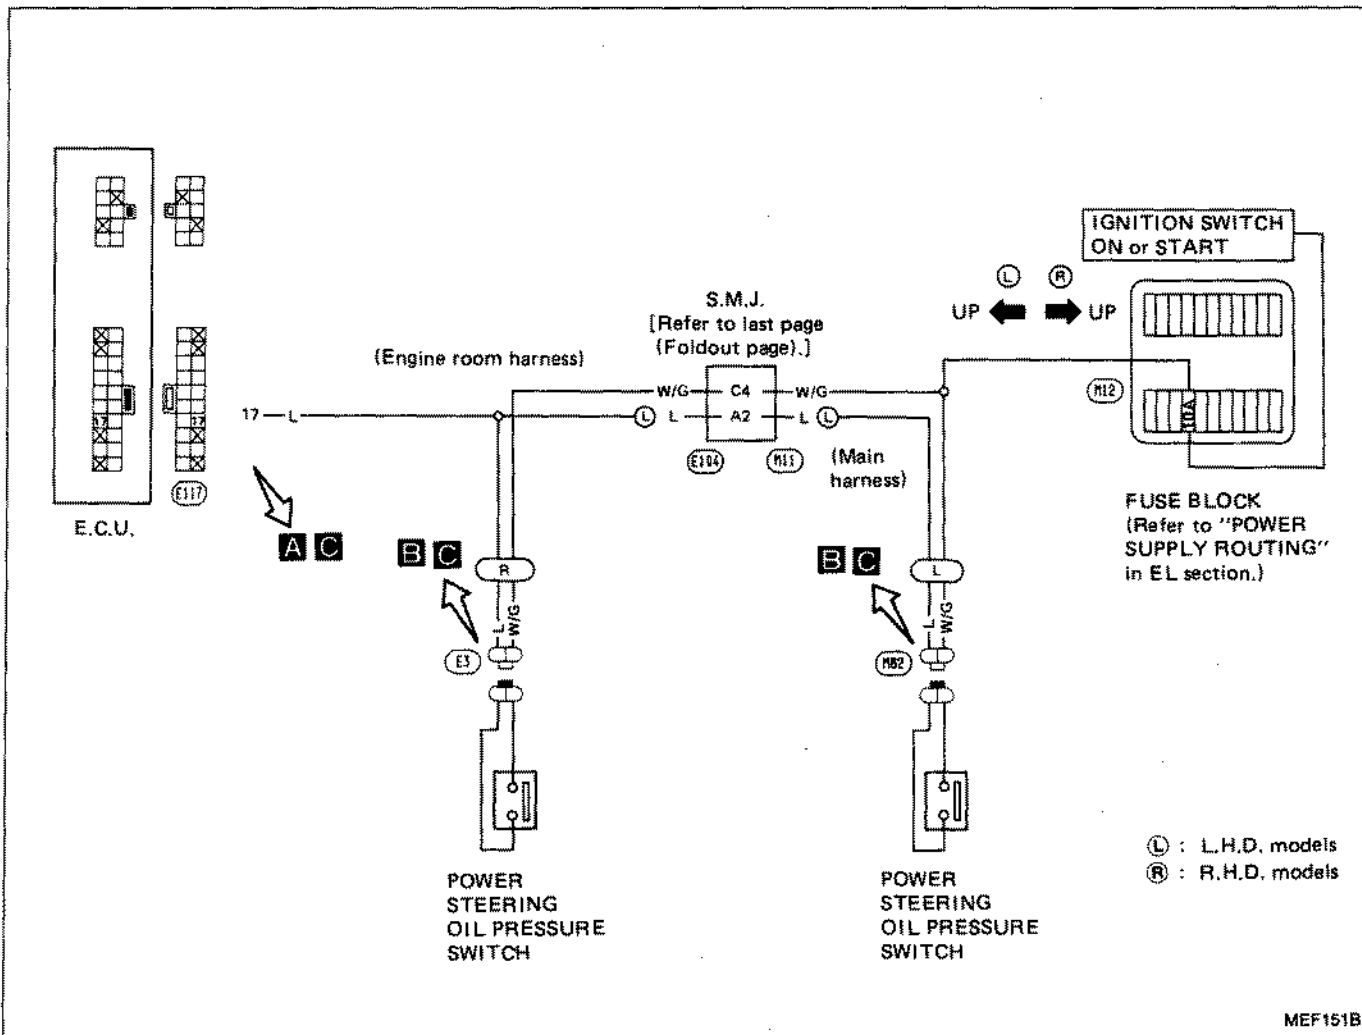 IGNITION SWITCH
ON or START
L R
UP UP
S.M.J.
[Refer to last page
(Foldout page).]
(Engine room harness)
W/G C4 W/G
M12
10A
17 L L L A2 L L
17 17
E104 M11
(Main
harness)
E117
E.C.U.
FUSE BLOCK
(Refer to "POWER
SUPPLY ROUTING"
in EL section.)
A C
B C
B C
R
L
L W/G
L W/G
E3
M82
L : L.H.D. models
R : R.H.D. models
POWER
STEERING
OIL PRESSURE
SWITCH
POWER
STEERING
OIL PRESSURE
SWITCH
MEF151B